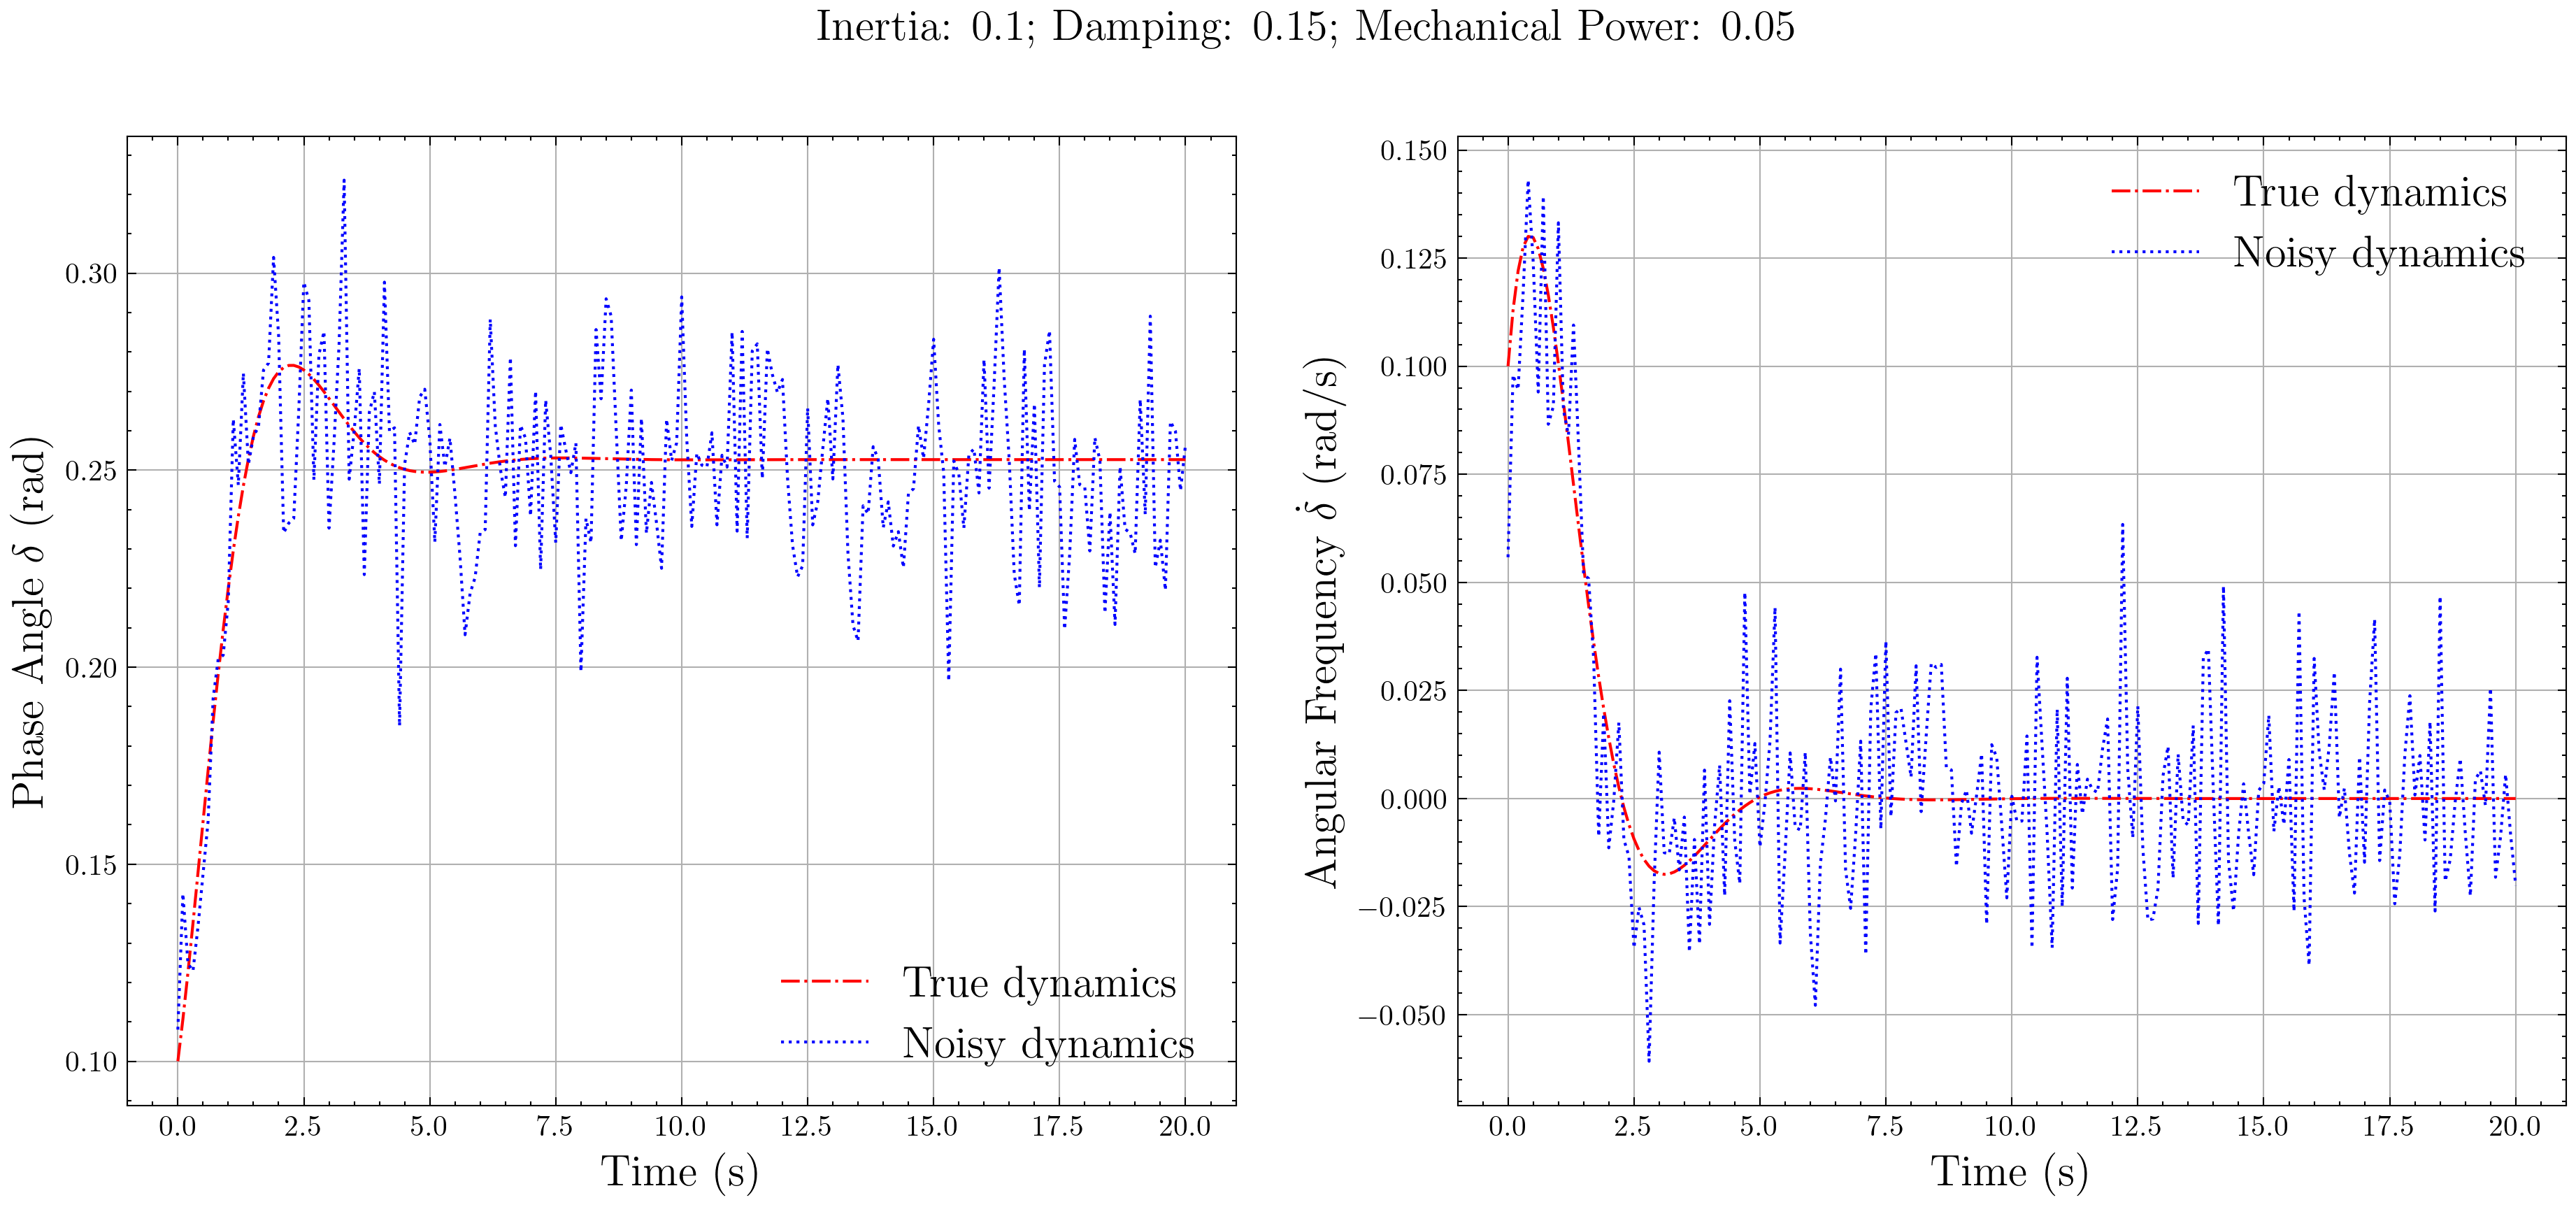 Inertia: 0.1; Damping: 0.15; Mechanical Power: 0.05
Phase Angle δ (rad)
0.30
0.25
0.20
0.15
0.10
True dynamics
Noisy dynamics
0.0 2.5 5.0 7.5 10.0 12.5 15.0 17.5 20.0
Time (s)
Angular Frequency δ̇ (rad/s)
0.150
0.125
0.100
0.075
0.050
0.025
0.000
−0.025
−0.050
True dynamics
Noisy dynamics
0.0 2.5 5.0 7.5 10.0 12.5 15.0 17.5 20.0
Time (s)